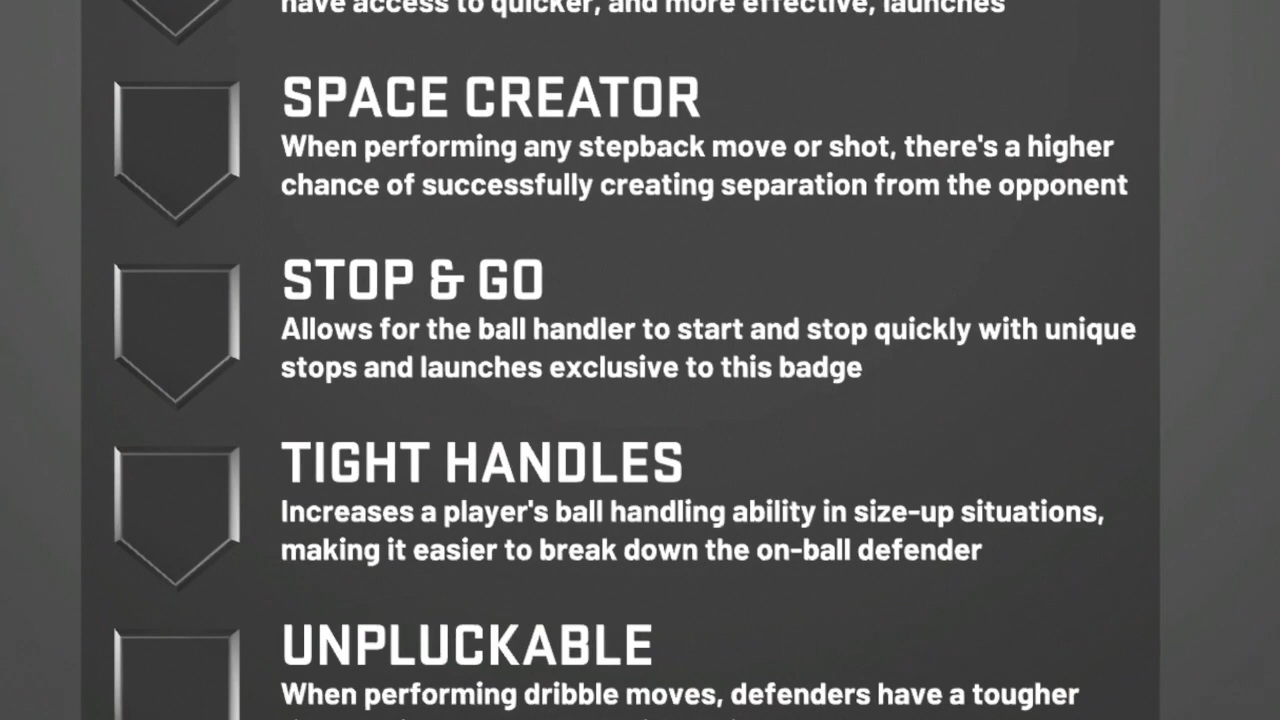 have access to quicker, and more effective, launches
SPACE CREATOR
When performing any stepback move or shot, there's a higher
chance of successfully creating separation from the opponent
STOP & GO
Allows for the ball handler to start and stop quickly with unique
stops and launches exclusive to this badge
TIGHT HANDLES
Increases a player's ball handling ability in size-up situations,
making it easier to break down the on-ball defender
UNPLUCKABLE
When performing dribble moves, defenders have a tougher